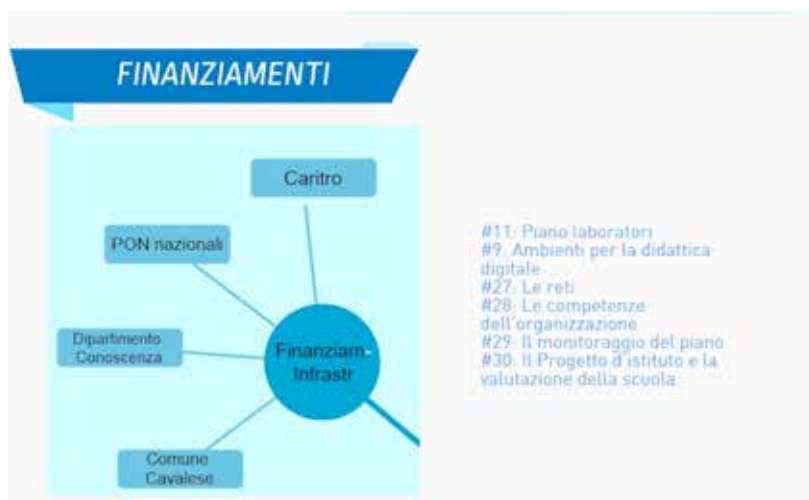 FINANZIAMENTI
Caritro
PON nazionali
Dipartimento
Conoscenza
Finanziam.
Infrastr
Comune
Cavalese
#11: Piano laboratori
#9: Ambienti per la didattica
digitale
#27: Le reti
#28: Le competenze
dell'organizzazione
#29: Il monitoraggio del piano
#30: Il Progetto d'istituto e la
valutazione della scuola